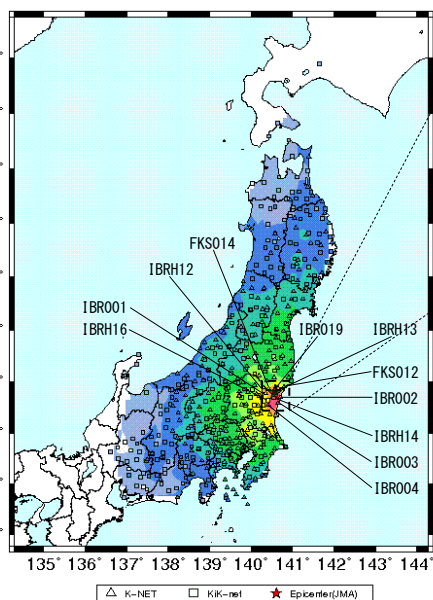 FKS014
IBRH12
IBR001
IBRH16
IBR019
IBRH13
FKS012
IBR002
IBRH14
IBR003
IBR004
135° 136° 137° 138° 139° 140° 141° 142° 143° 144°
K-NET KiK-net Epicenter(JMA)